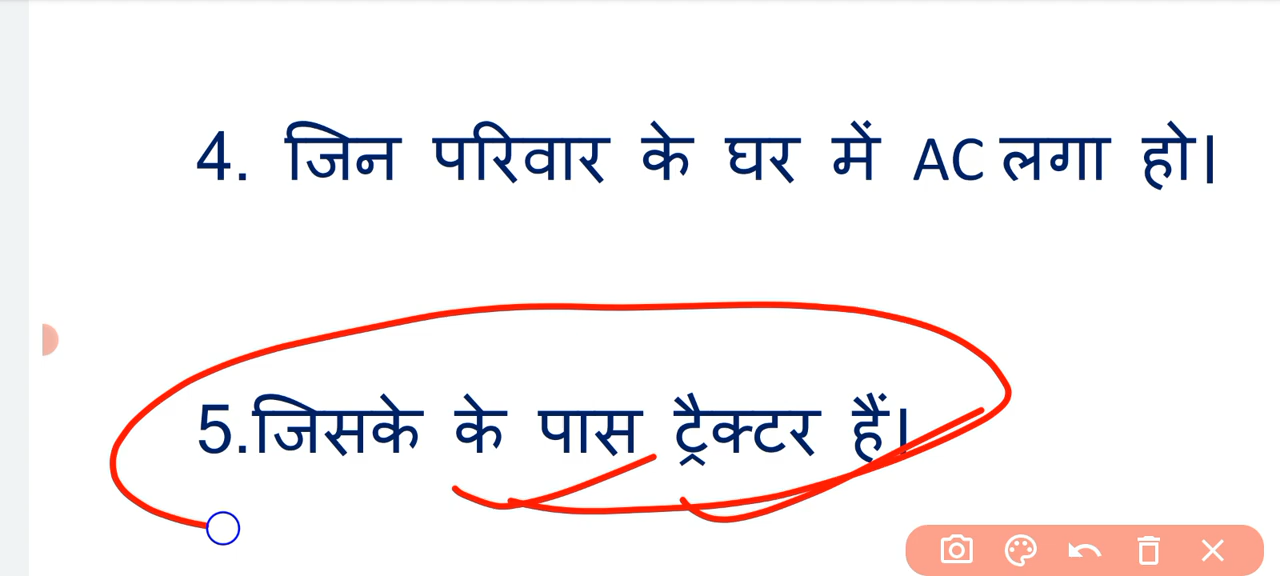 4. जिन परिवार के घर में AC लगा हो।
5.जिसके के पास ट्रैक्टर हैं।